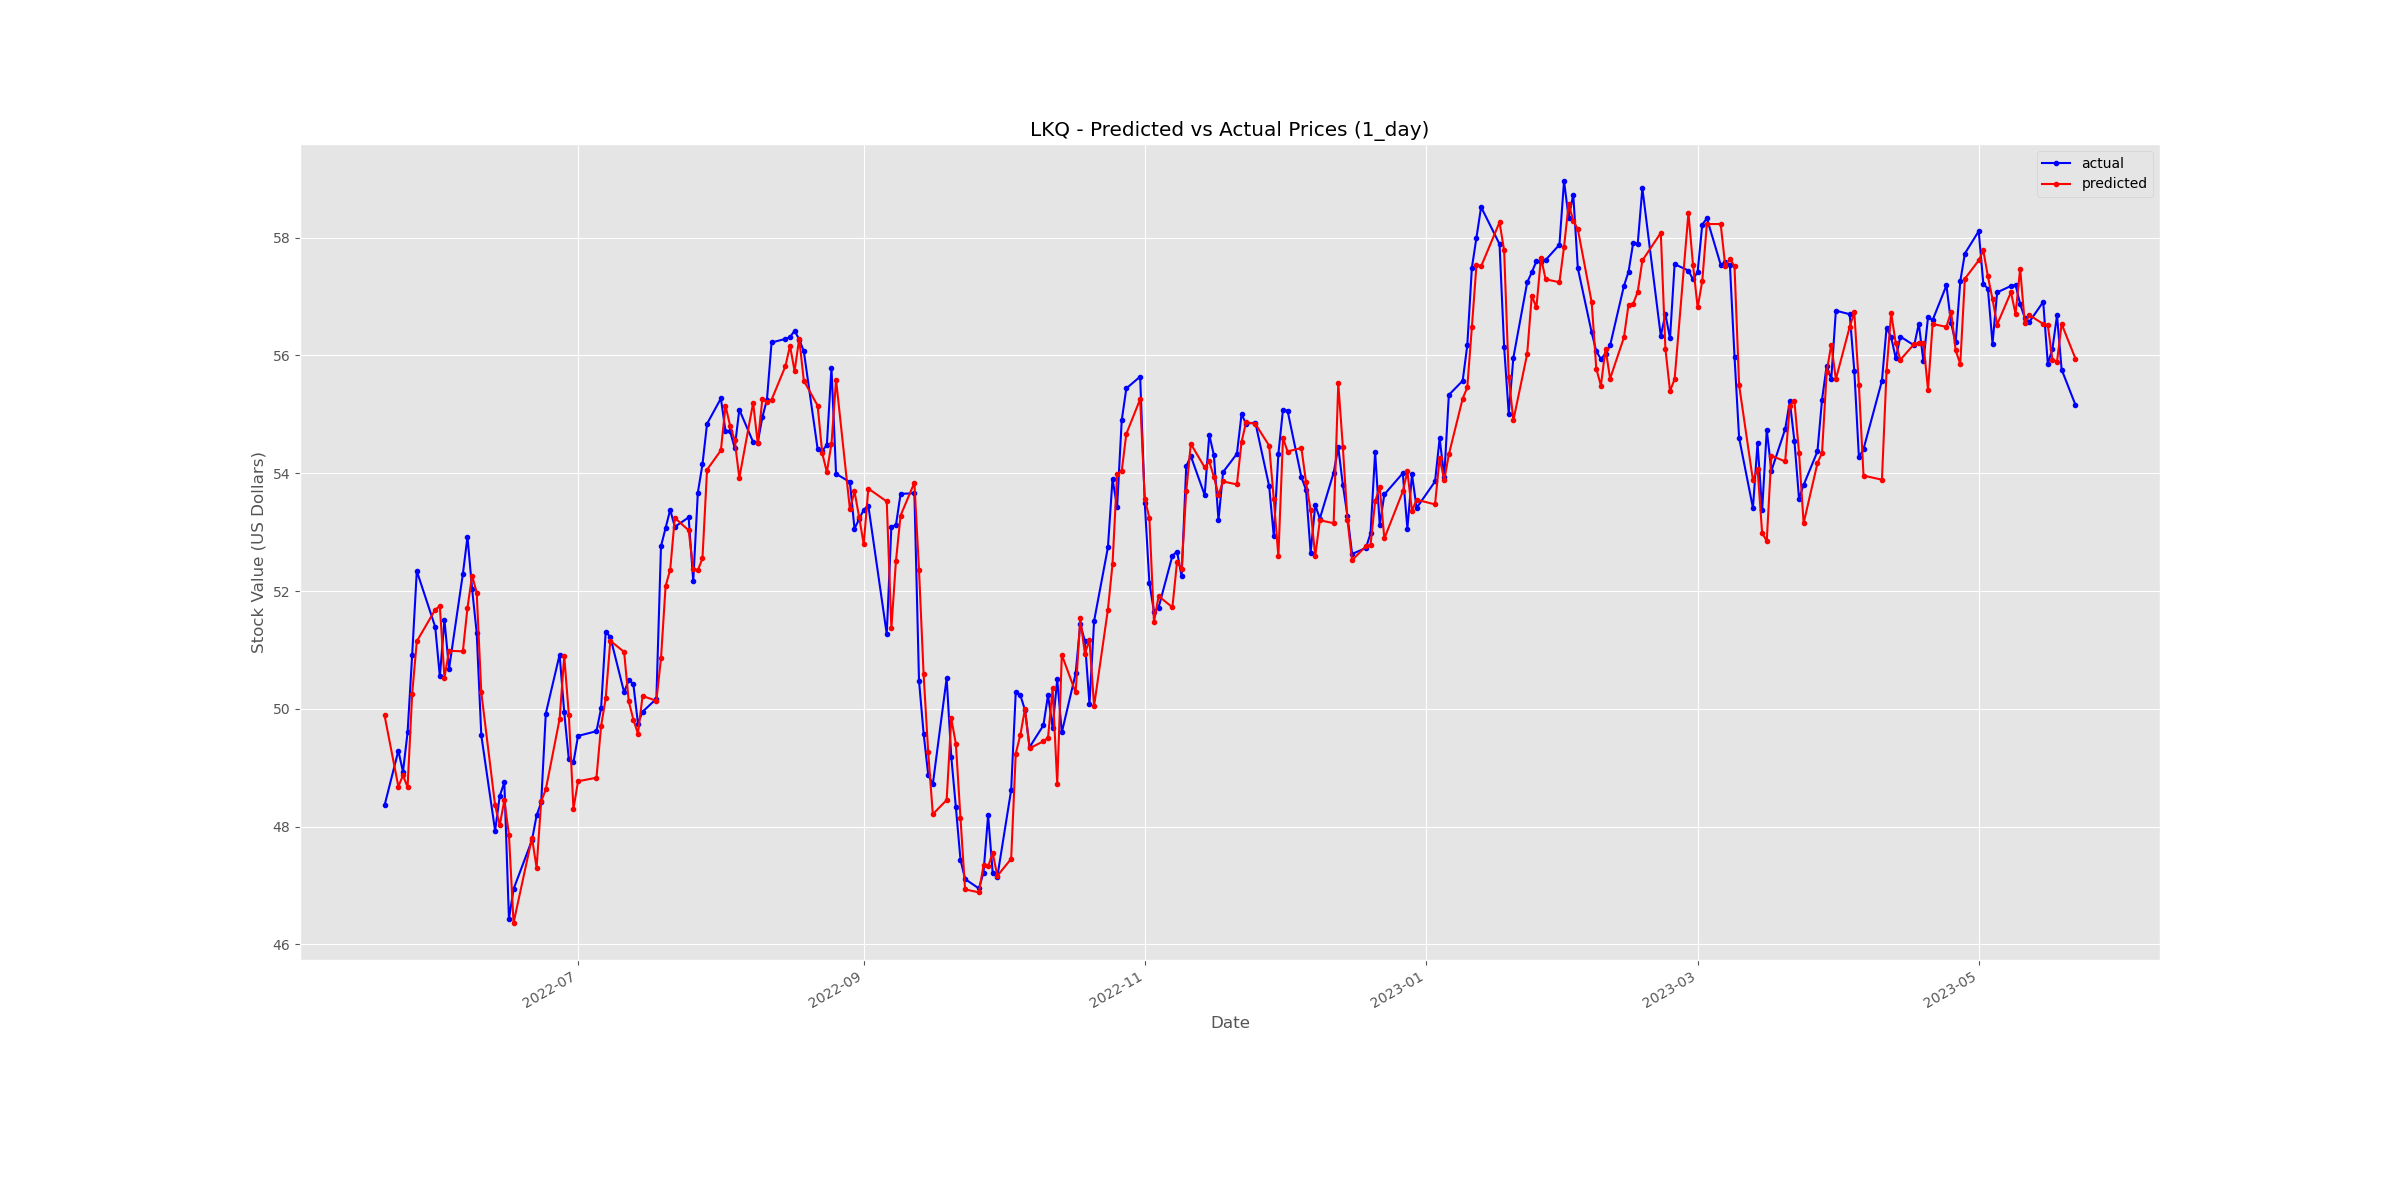 LKQ - Predicted vs Actual Prices (1_day)
actual
predicted
Stock Value (US Dollars)
58
56
54
52
50
48
46
2022-07
2022-09
2022-11
2023-01
2023-03
2023-05
Date